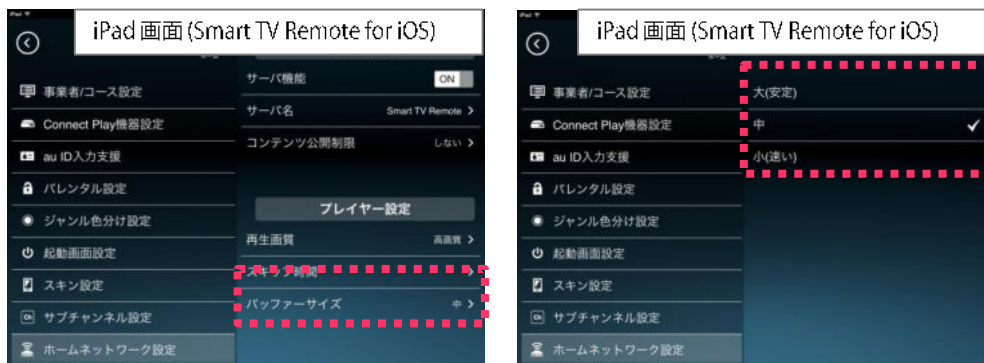 iPad 画面 (Smart TV Remote for iOS)
サーバ機能
ON
事業者/コース設定
サーバ名
Smart TV Remote
Connect Play機器設定
コンテンツ公開制限
しない
au ID入力支援
パレンタル設定
プレイヤー設定
ジャンル色分け設定
再生画質
高画質
起動画面設定
スキップ時間
スキン設定
バッファーサイズ
中
サブチャンネル設定
ホームネットワーク設定
iPad 画面 (Smart TV Remote for iOS)
事業者/コース設定
大(安定)
Connect Play機器設定
中
au ID入力支援
小(速い)
パレンタル設定
ジャンル色分け設定
起動画面設定
スキン設定
サブチャンネル設定
ホームネットワーク設定